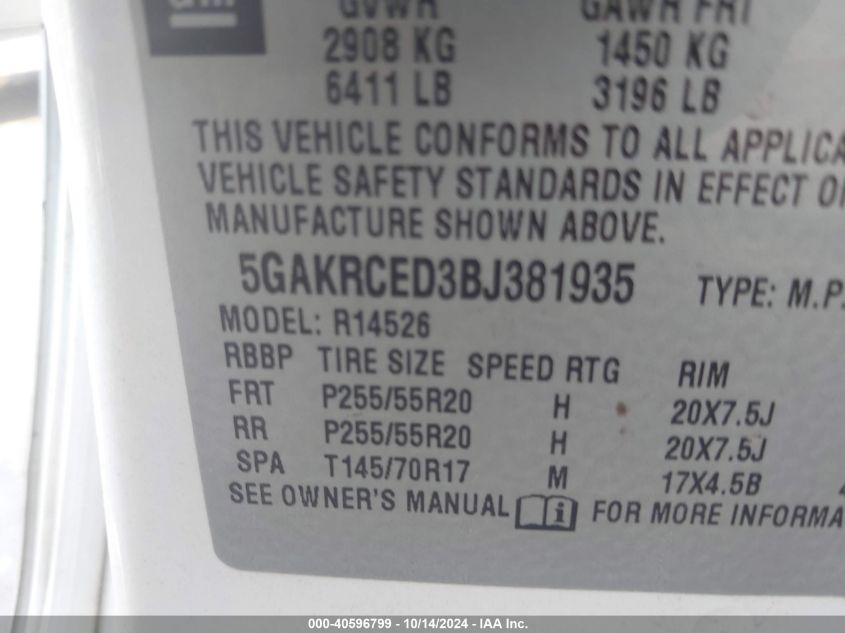 GM
GVWR GAWR FRT
2908 KG 1450 KG
6411 LB 3196 LB
THIS VEHICLE CONFORMS TO ALL
VEHICLE SAFETY STANDARDS IN EFFECT
MANUFACTURE SHOWN ABOVE.
5GAKRCED3BJ381935 TYPE: M.P.
MODEL: R14526
RBBP TIRE SIZE SPEED RTG RIM
FRT P255/55R20 H 20X7.5J
RR P255/55R20 H 20X7.5J
SPA T145/70R17 M 17X4.5B
SEE OWNER'S MANUAL i FOR MORE
000-40596799 - 10/14/2024 - IAA Inc.